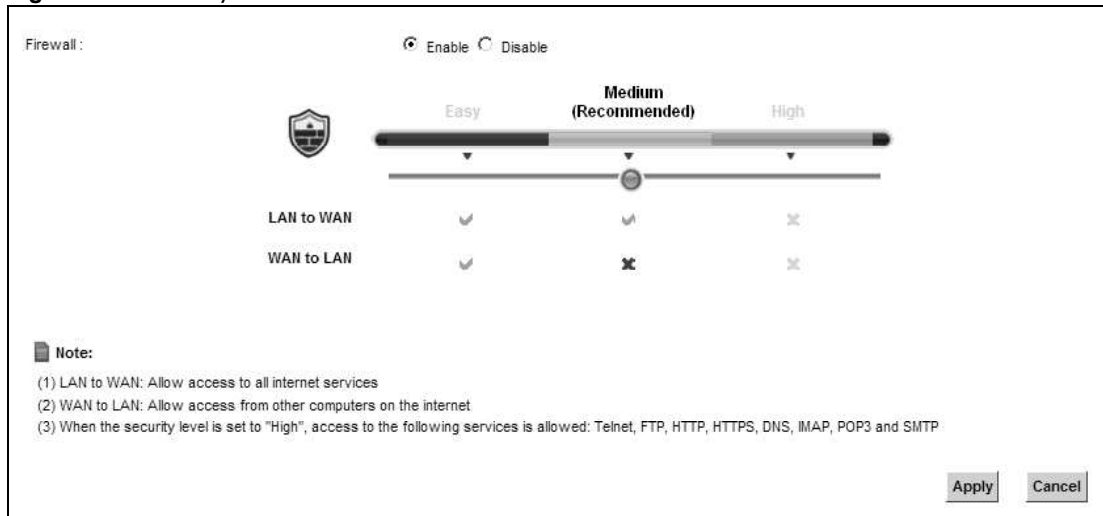 Firewall : Enable Disable
Easy Medium (Recommended) High
LAN to WAN
WAN to LAN
Note:
(1) LAN to WAN: Allow access to all internet services
(2) WAN to LAN: Allow access from other computers on the internet
(3) When the security level is set to "High", access to the following services is allowed: Telnet, FTP, HTTP, HTTPS, DNS, IMAP, POP3 and SMTP
Apply Cancel